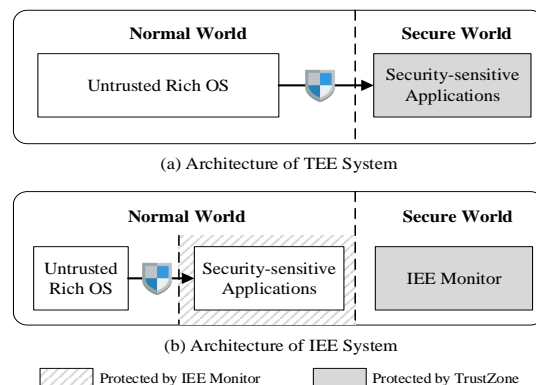 Normal World
Secure World
Untrusted Rich OS
Security-sensitive
Applications
(a) Architecture of TEE System
Normal World
Secure World
Untrusted
Rich OS
Security-sensitive
Applications
IEE Monitor
(b) Architecture of IEE System
Protected by IEE Monitor
Protected by TrustZone